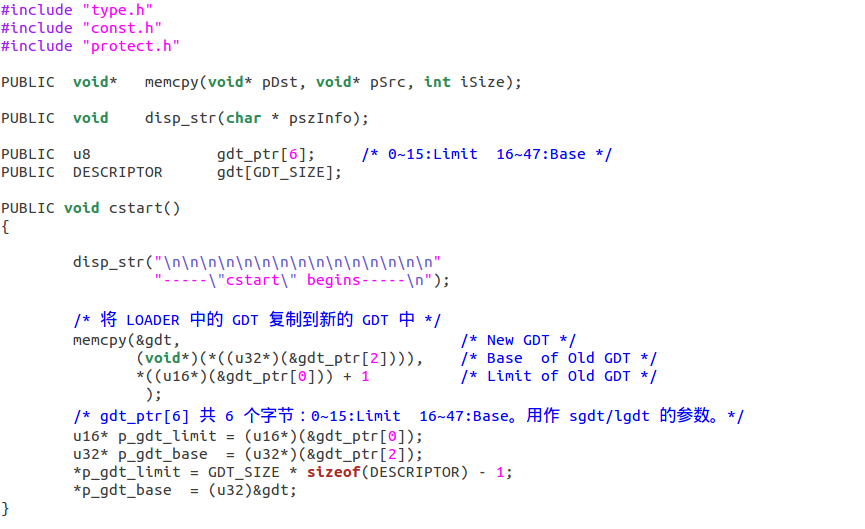 #include "type.h"
#include "const.h"
#include "protect.h"
PUBLIC  void*   memcpy(void* pDst, void* pSrc, int iSize);
PUBLIC  void    disp_str(char * pszInfo);
PUBLIC  u8              gdt_ptr[6];     /* 0~15:Limit  16~47:Base */
PUBLIC  DESCRIPTOR      gdt[GDT_SIZE];
PUBLIC void cstart()
{
        disp_str("\n\n\n\n\n\n\n\n\n\n\n\n\n\n\n"
                 "-----\"cstart\" begins-----\n");
        /* 将 LOADER 中的 GDT 复制到新的 GDT 中 */
        memcpy(&gdt,                               /* New GDT */
               (void*)(*((u32*)(&gdt_ptr[2]))),    /* Base  of Old GDT */
               *((u16*)(&gdt_ptr[0])) + 1          /* Limit of Old GDT */
                );
        /* gdt_ptr[6] 共 6 个字节：0~15:Limit  16~47:Base。用作 sgdt/lgdt 的参数。*/
        u16* p_gdt_limit = (u16*)(&gdt_ptr[0]);
        u32* p_gdt_base  = (u32*)(&gdt_ptr[2]);
        *p_gdt_limit = GDT_SIZE * sizeof(DESCRIPTOR) - 1;
        *p_gdt_base  = (u32)&gdt;
}